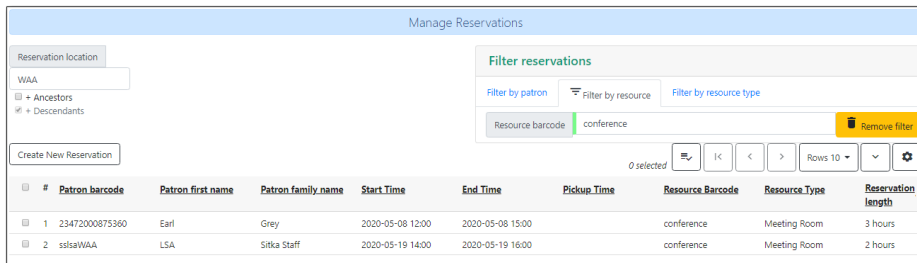 Manage Reservations
Reservation location
WAA
+ Ancestors
+ Descendants
Filter reservations
Filter by patron Filter by resource Filter by resource type
Resource barcode conference Remove filter
Create New Reservation
0 selected Rows 10
# Patron barcode Patron first name Patron family name Start Time End Time Pickup Time Resource Barcode Resource Type Reservation length
1 23472000875360 Earl Grey 2020-05-08 12:00 2020-05-08 15:00 conference Meeting Room 3 hours
2 sslsaWAA LSA Sitka Staff 2020-05-19 14:00 2020-05-19 16:00 conference Meeting Room 2 hours